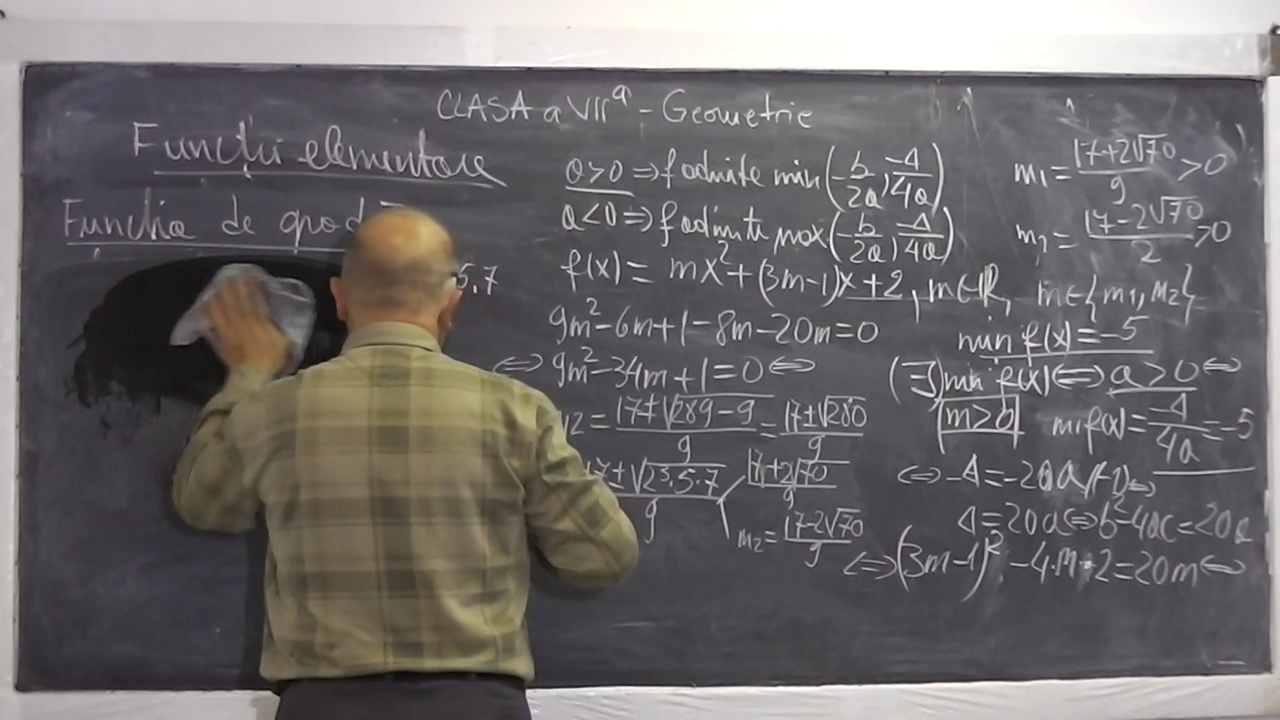 CLASA a VII a - Geometrie
Funcții elementare
Funcția de grad
5.7
a>0 ⇒ f admite min (-b/2a, -Δ/4a)
a<0 ⇒ f admite max (-b/2a, -Δ/4a)
f(x) = mx²+(3m-1)x+2, m∈ℝ, m∈{m1, m2}
9m²-6m+1-8m-20m=0
⇔ 9m²-34m+1=0 ⇔
12 = (17±√289-9)/9 = (17±√280)/9
7±√2³.5.7/9
17+2√70/9
m2 = (17-2√70)/9
m1 = (17+2√70)/9 >0
m2 = (17-2√70)/2 >0
min f(x) = -5
(∃) min f(x) ⇔ a>0 ⇔
m>0 min f(x) = -Δ/4a = -5
⇔ -Δ = -20a /(-1) ⇔
Δ=20a ⇔ b²-4ac=20a
⇔ (3m-1)² -4.m.2=20m ⇔